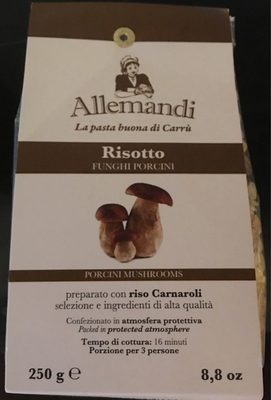 Allemandi
La pasta buona di Carrù
Risotto
FUNGHI PORCINI
PORCINI MUSHROOMS
preparato con riso Carnaroli
selezione e ingredienti di alta qualità
Confezionato in atmosfera protettiva
Packed in protected atmosphere
Tempo di cottura: 16 minuti
Porzione per 3 persone
250 g ℮ 8,8 oz